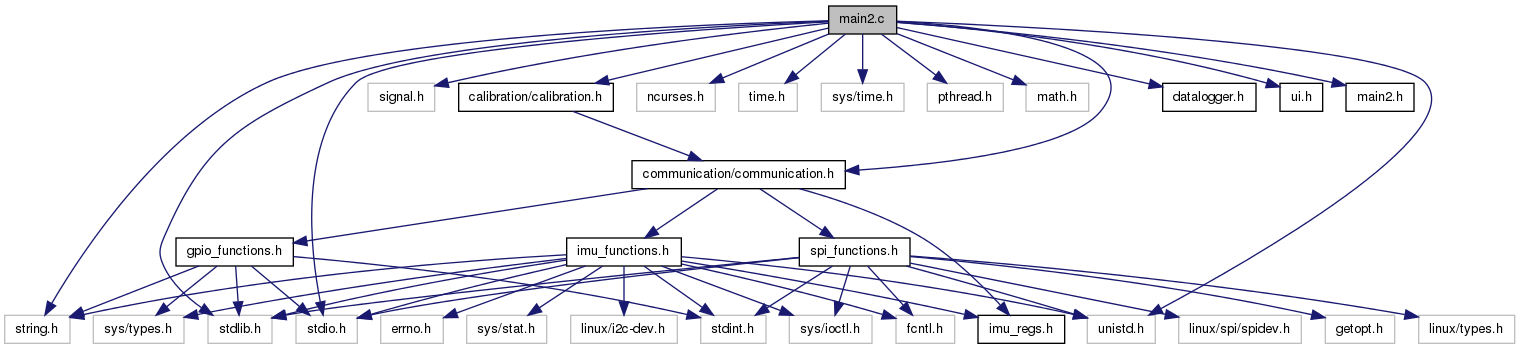 main2.c
signal.h
calibration/calibration.h
ncurses.h
time.h
sys/time.h
pthread.h
math.h
datalogger.h
ui.h
main2.h
communication/communication.h
gpio_functions.h
imu_functions.h
spi_functions.h
string.h
sys/types.h
stdlib.h
stdio.h
errno.h
sys/stat.h
linux/i2c-dev.h
stdint.h
sys/ioctl.h
fcntl.h
imu_regs.h
unistd.h
linux/spi/spidev.h
getopt.h
linux/types.h